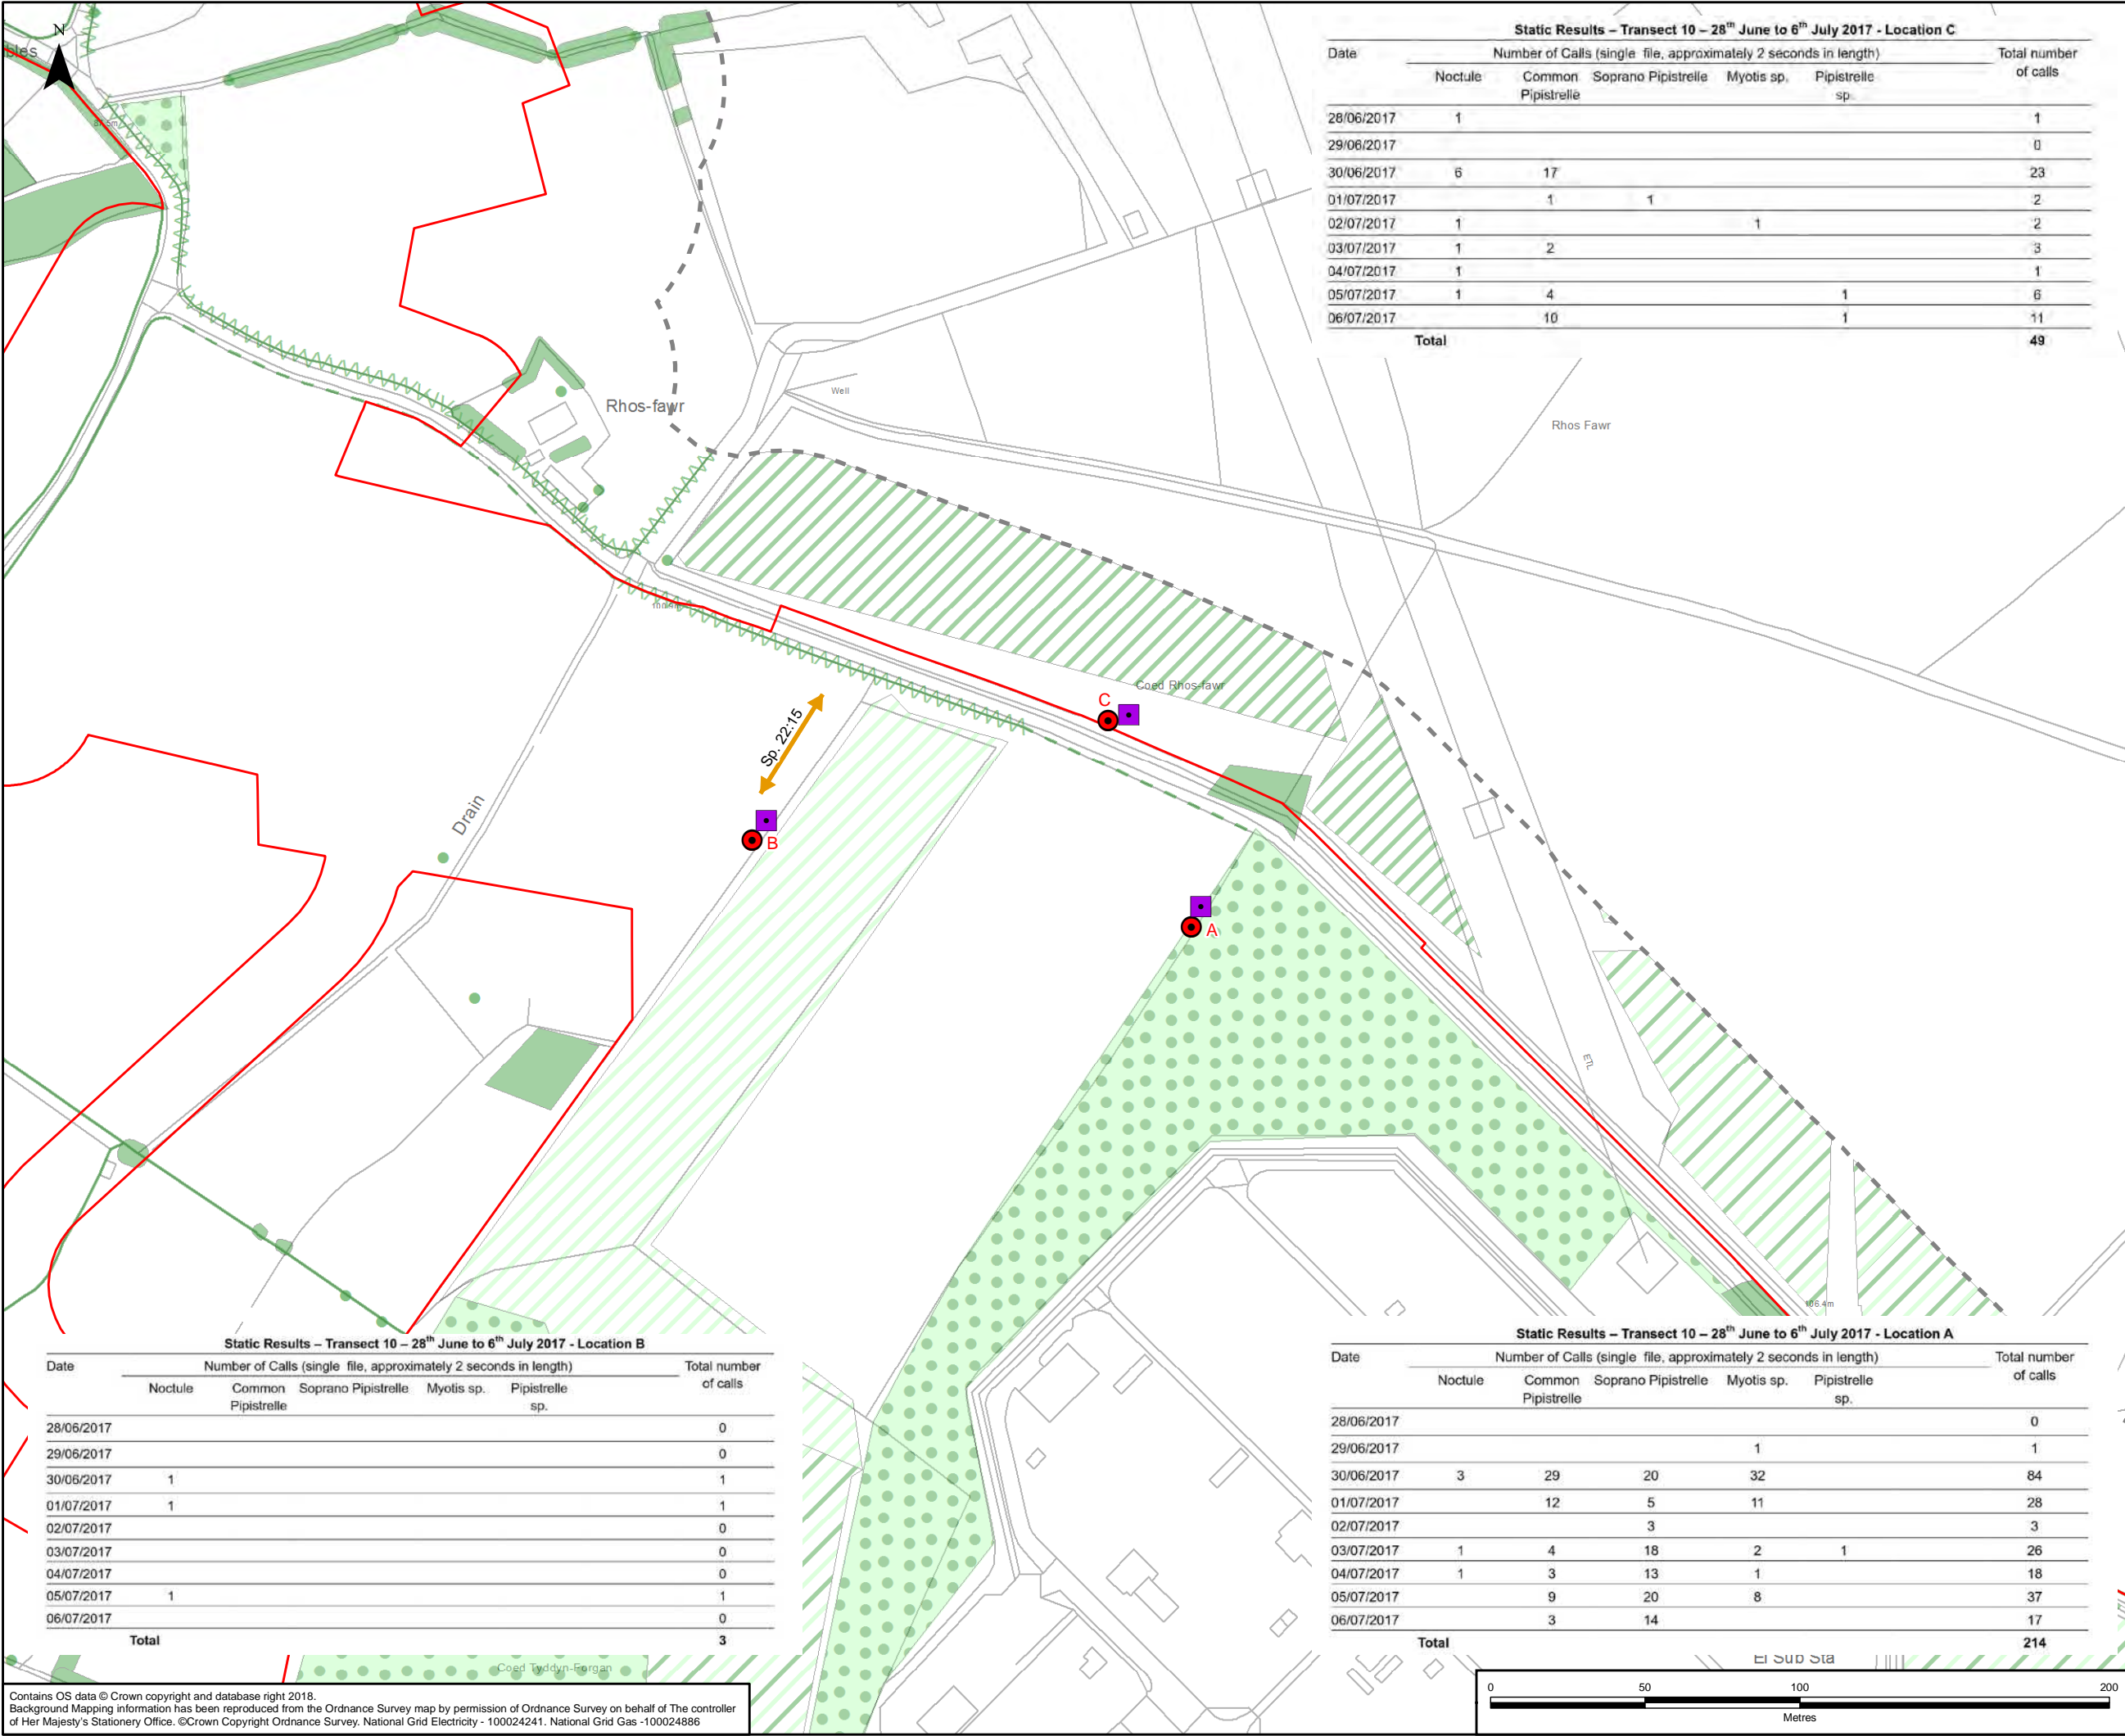 N
Static Results – Transect 10 – 28th June to 6th July 2017 - Location C
Date Number of Calls (single file, approximately 2 seconds in length) Total number of calls
Noctule Common Pipistrelle Soprano Pipistrelle Myotis sp. Pipistrelle sp.
28/06/2017 1 1
29/06/2017 0
30/06/2017 6 17 23
01/07/2017 1 1 2
02/07/2017 1 1 2
03/07/2017 1 2 3
04/07/2017 1 1
05/07/2017 1 4 1 6
06/07/2017 10 1 11
Total 49
Rhos-fawr
Well
Rhos Fawr
Coed Rhos-fawr
C
Sp. 22:15
Drain
B
A
ETL
106.4m
Static Results – Transect 10 – 28th June to 6th July 2017 - Location B
Date Number of Calls (single file, approximately 2 seconds in length) Total number of calls
Noctule Common Pipistrelle Soprano Pipistrelle Myotis sp. Pipistrelle sp.
28/06/2017 0
29/06/2017 0
30/06/2017 1 1
01/07/2017 1 1
02/07/2017 0
03/07/2017 0
04/07/2017 0
05/07/2017 1 1
06/07/2017 0
Total 3
Static Results – Transect 10 – 28th June to 6th July 2017 - Location A
Date Number of Calls (single file, approximately 2 seconds in length) Total number of calls
Noctule Common Pipistrelle Soprano Pipistrelle Myotis sp. Pipistrelle sp.
28/06/2017 0
29/06/2017 1 1
30/06/2017 3 29 20 32 84
01/07/2017 12 5 11 28
02/07/2017 3 3
03/07/2017 1 4 18 2 1 26
04/07/2017 1 3 13 1 18
05/07/2017 9 20 8 37
06/07/2017 3 14 17
Total 214
Coed Tyddyn-Forgan
El Sub Sta
Contains OS data © Crown copyright and database right 2018.
Background Mapping information has been reproduced from the Ordnance Survey map by permission of Ordnance Survey on behalf of The controller
of Her Majesty's Stationery Office. ©Crown Copyright Ordnance Survey. National Grid Electricity - 100024241. National Grid Gas -100024886
0 50 100 200
Metres